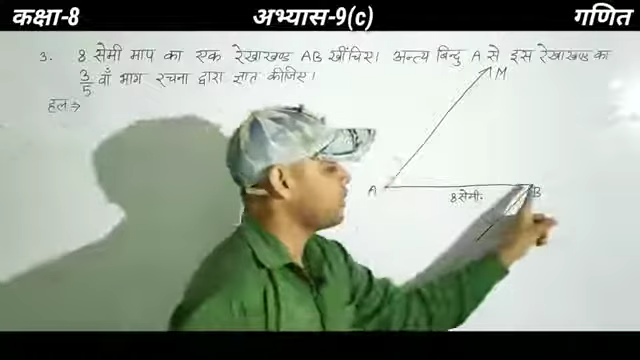 कक्षा-8 अभ्यास-9(c) गणित
3. 8 सेमी माप का एक रेखाखण्ड AB खींचिए। अन्त्य बिन्दु A से इस रेखाखण्ड का
3/5 वाँ भाग रचना द्वारा ज्ञात कीजिए।
हल⇒
M
A
8 सेमी.
B